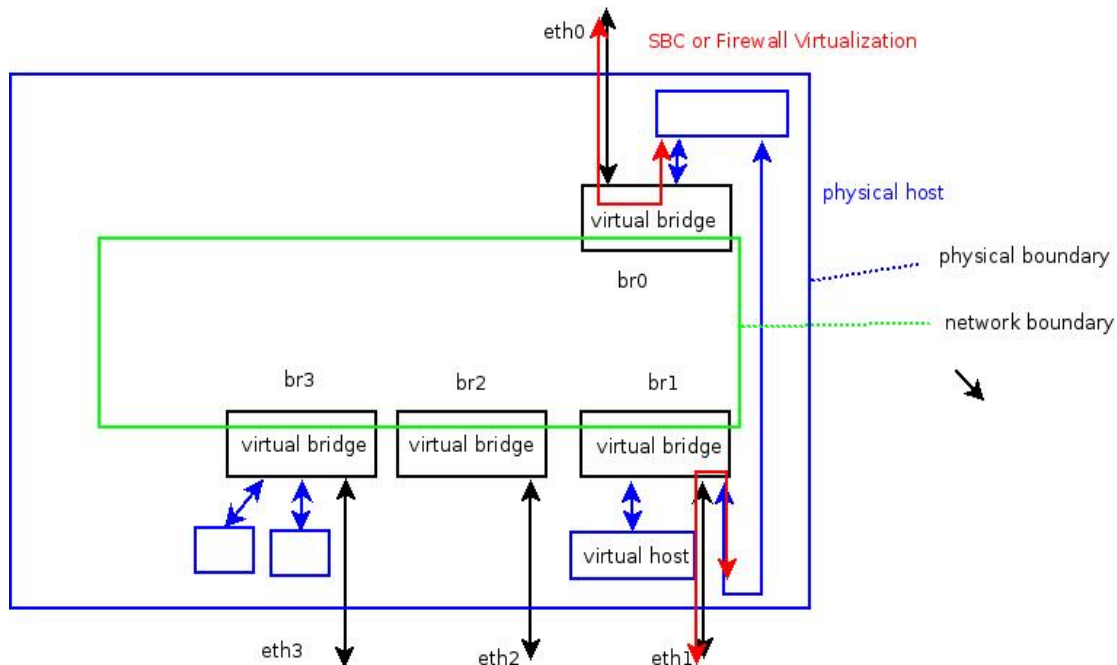 eth0
SBC or Firewall Virtualization
physical host
virtual bridge
physical boundary
br0
network boundary
br3
br2
br1
virtual bridge
virtual bridge
virtual bridge
virtual host
eth3
eth2
eth1